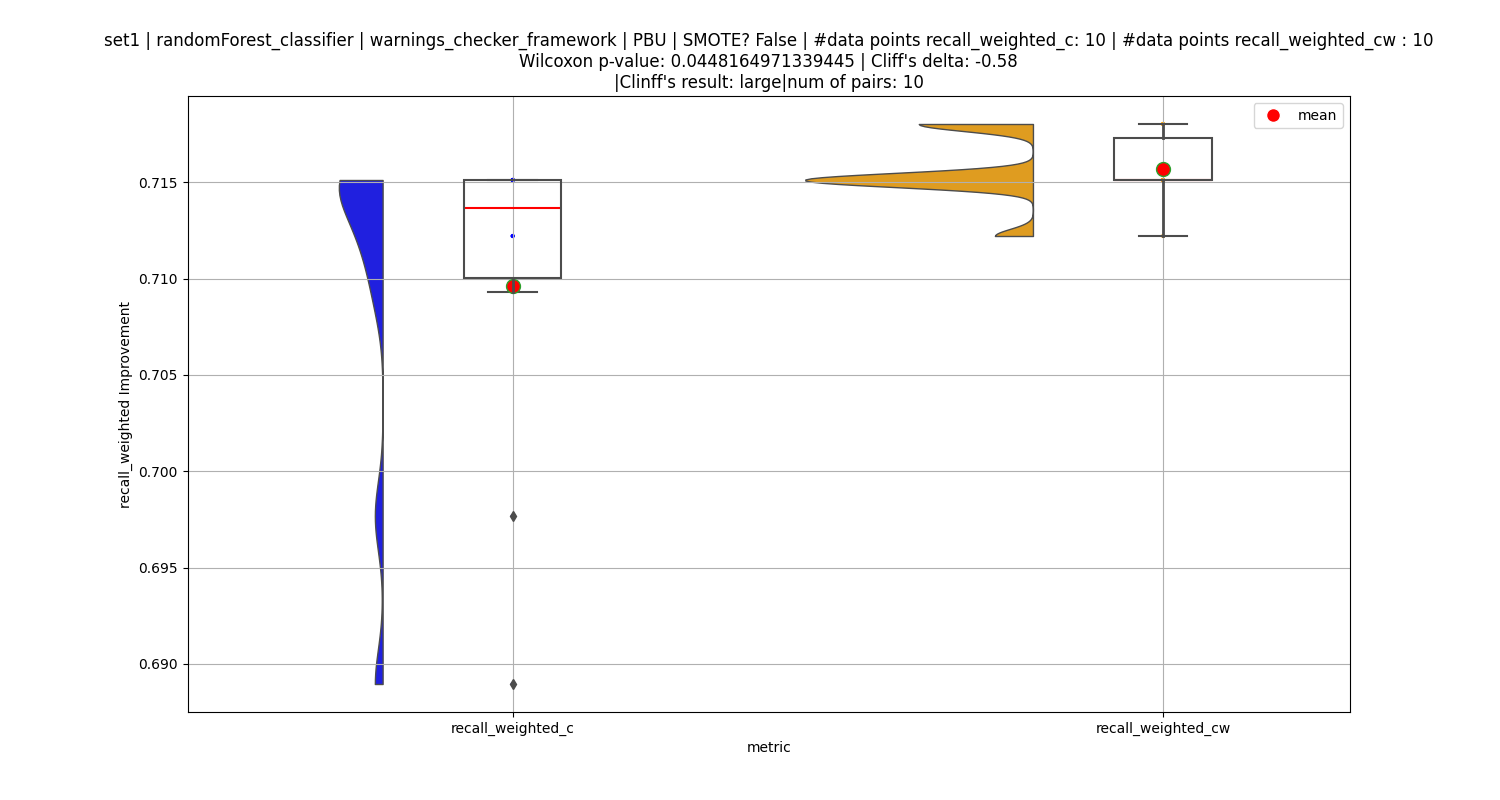 set1 | randomForest_classifier | warnings_checker_framework | PBU | SMOTE? False | #data points recall_weighted_c: 10 | #data points recall_weighted_cw : 10
Wilcoxon p-value: 0.0448164971339445 | Cliff's delta: -0.58
|Clinff's result: large|num of pairs: 10
mean
0.715
0.710
0.705
0.700
0.695
0.690
recall_weighted Improvement
recall_weighted_c
recall_weighted_cw
metric